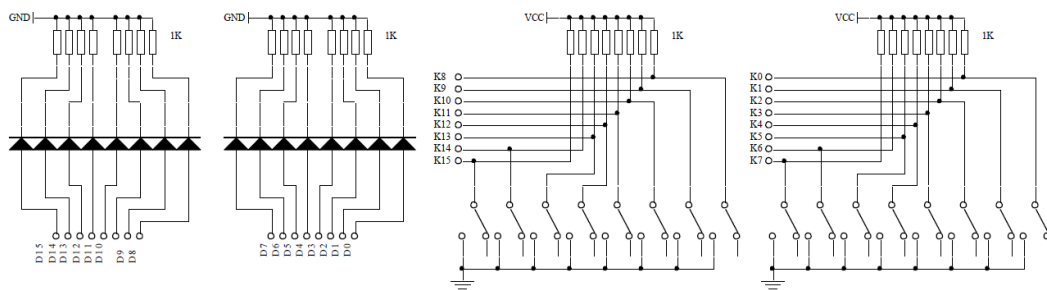 GND
1K
D15
D14
D13
D12
D11
D10
D9
D8
GND
1K
D7
D6
D5
D4
D3
D2
D1
D0
VCC
1K
K8
K9
K10
K11
K12
K13
K14
K15
VCC
1K
K0
K1
K2
K3
K4
K5
K6
K7